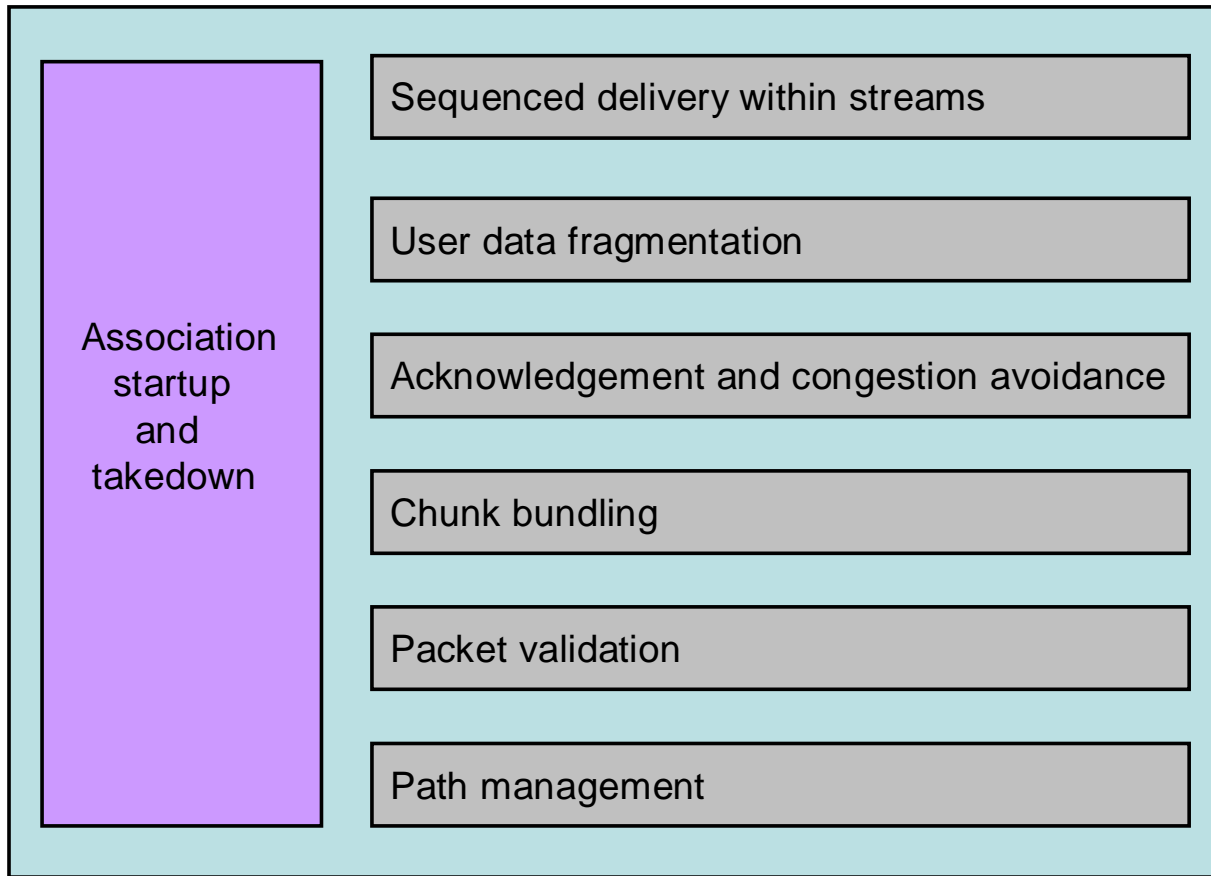 Association
startup
and
takedown
Sequenced delivery within streams
User data fragmentation
Acknowledgement and congestion avoidance
Chunk bundling
Packet validation
Path management